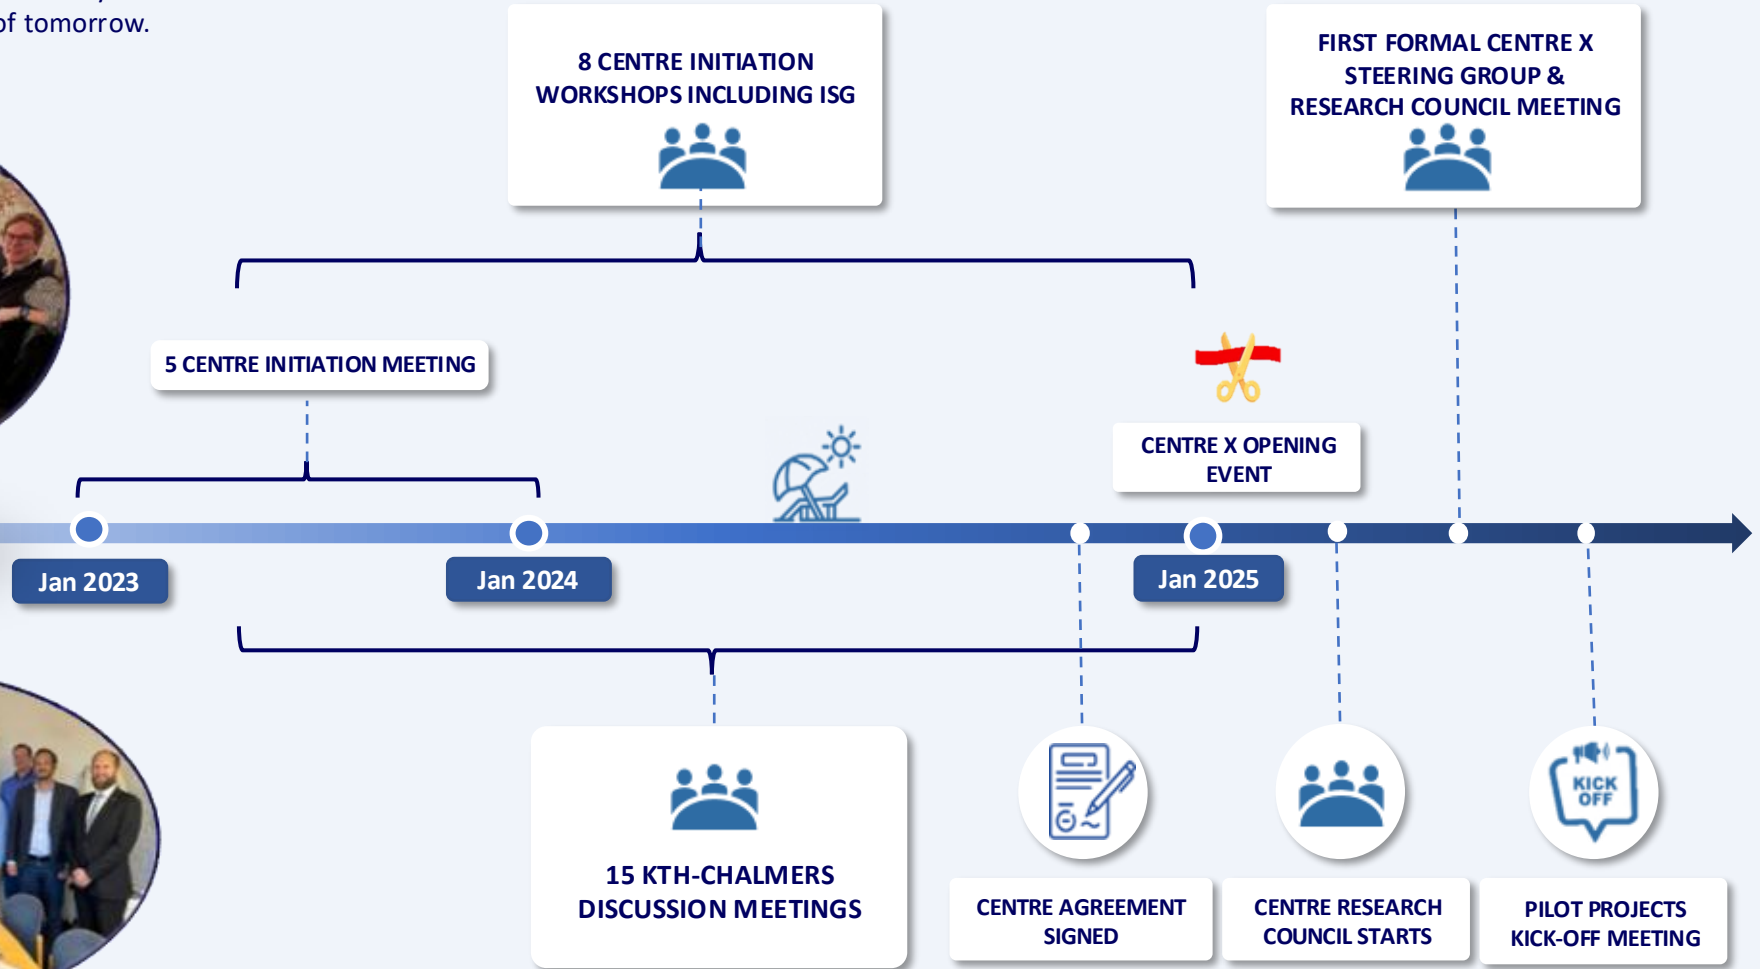 of tomorrow.
8 CENTRE INITIATION
WORKSHOPS INCLUDING ISG
FIRST FORMAL CENTRE X
STEERING GROUP &
RESEARCH COUNCIL MEETING
5 CENTRE INITIATION MEETING
CENTRE X OPENING
EVENT
Jan 2023
Jan 2024
Jan 2025
15 KTH-CHALMERS
DISCUSSION MEETINGS
CENTRE AGREEMENT
SIGNED
CENTRE RESEARCH
COUNCIL STARTS
KICK
OFF
PILOT PROJECTS
KICK-OFF MEETING